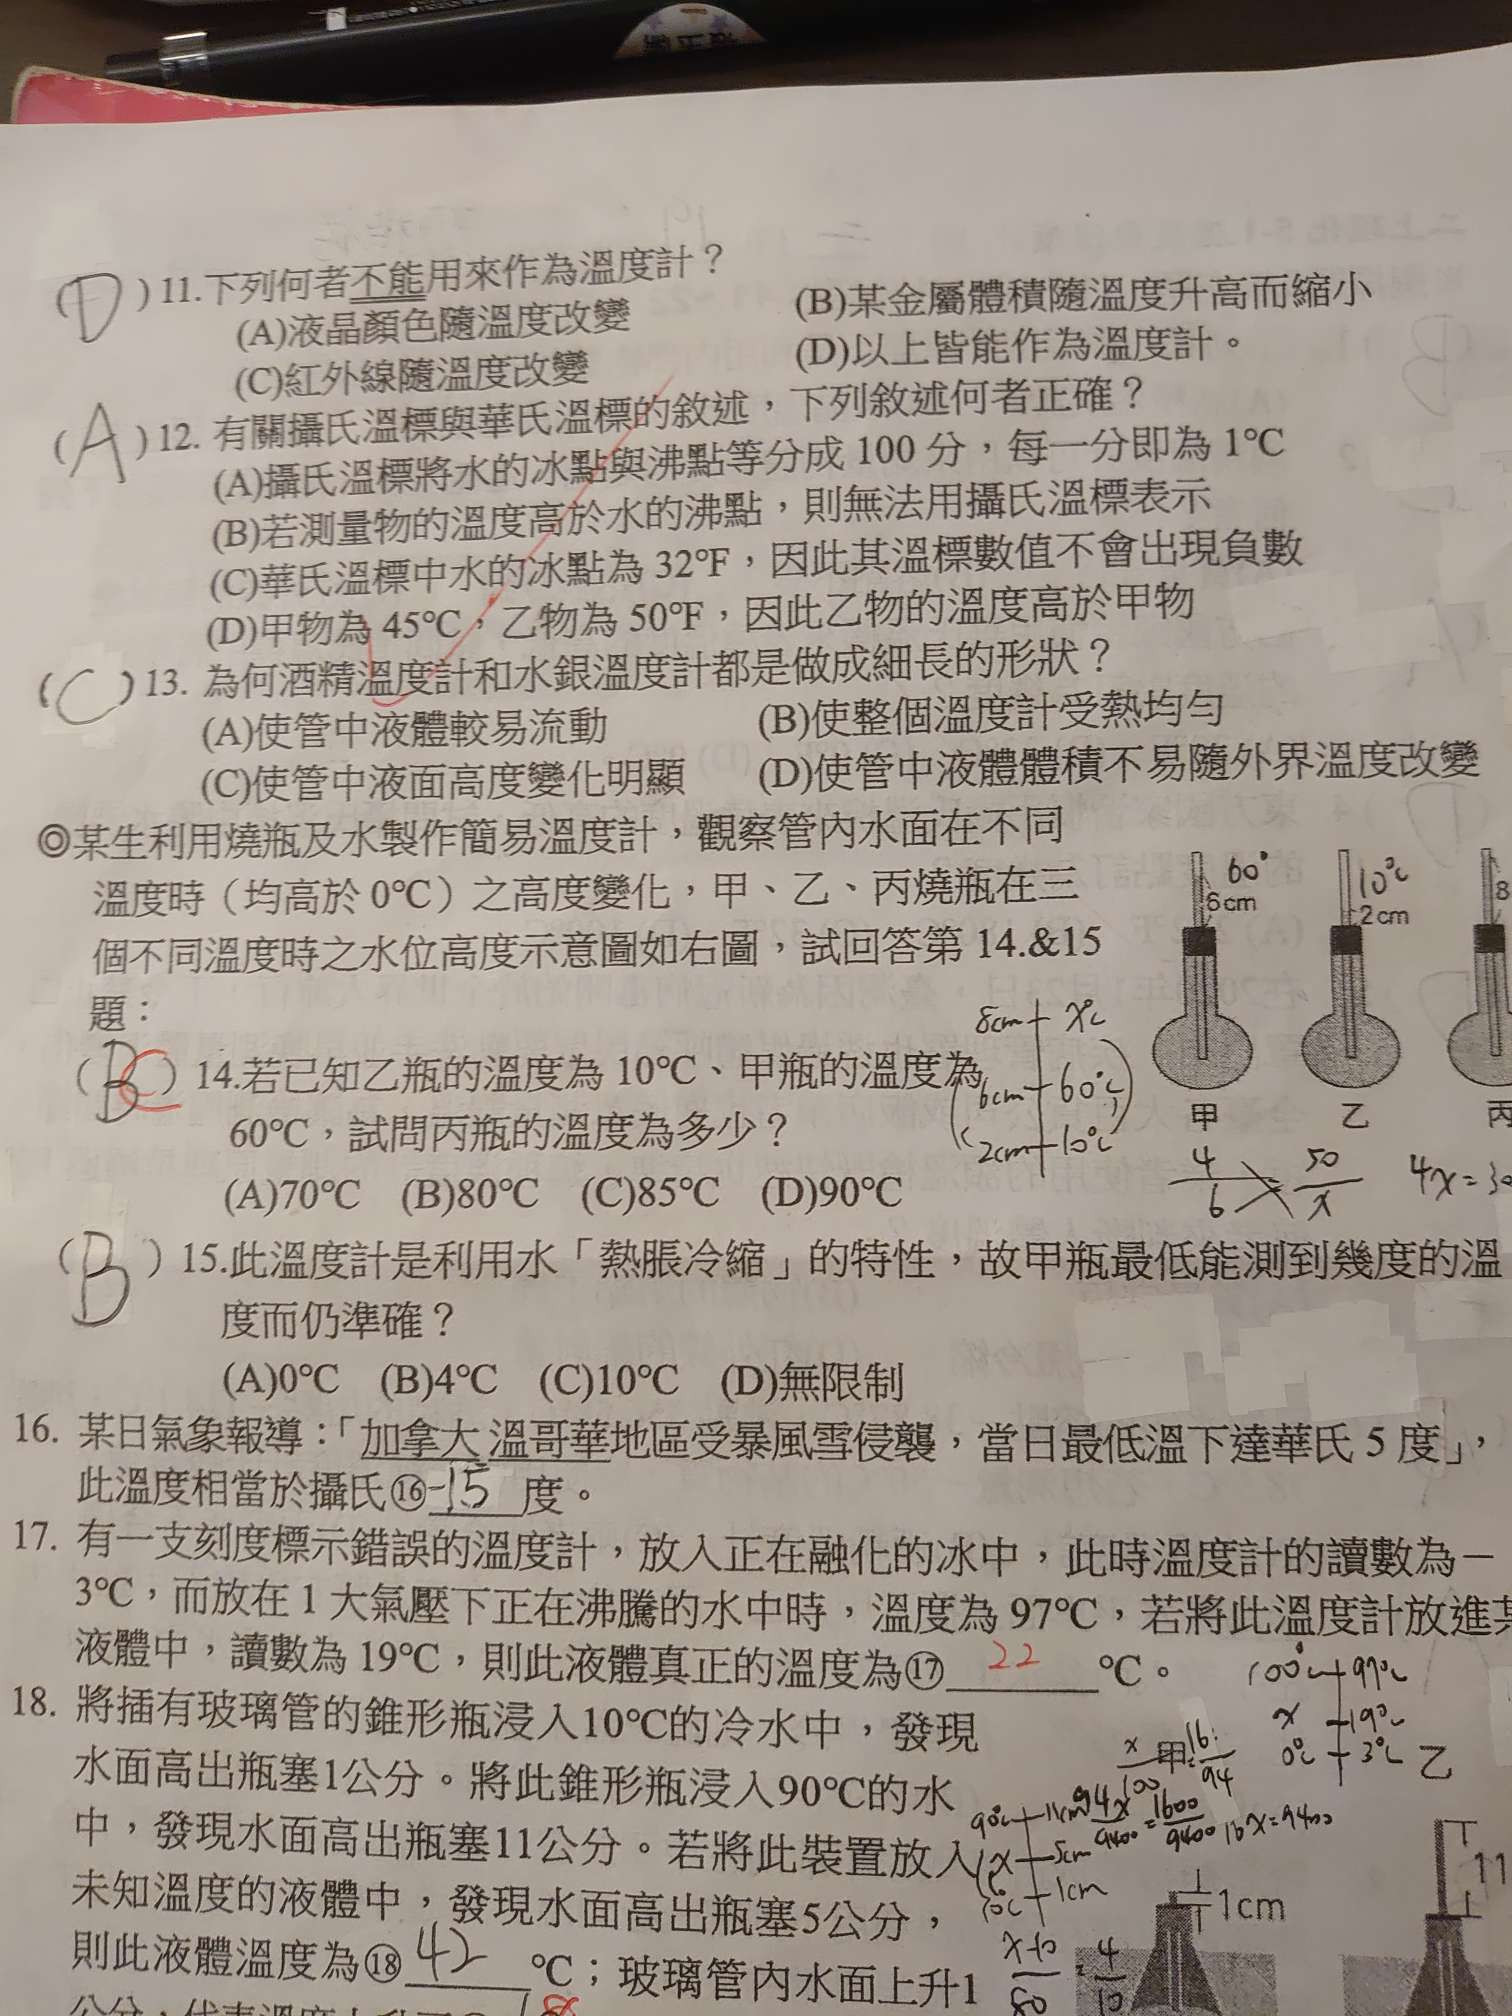 (D) 11.下列何者不能用來作為溫度計？
(A)液晶顏色隨溫度改變 (B)某金屬體積隨溫度升高而縮小
(C)紅外線隨溫度改變 (D)以上皆能作為溫度計。
(A) 12. 有關攝氏溫標與華氏溫標的敘述，下列敘述何者正確？
(A)攝氏溫標將水的冰點與沸點等分成 100 分，每一分即為 1℃
(B)若測量物的溫度高於水的沸點，則無法用攝氏溫標表示
(C)華氏溫標中水的冰點為 32℉，因此其溫標數值不會出現負數
(D)甲物為 45℃，乙物為 50℉，因此乙物的溫度高於甲物
(C) 13. 為何酒精溫度計和水銀溫度計都是做成細長的形狀？
(A)使管中液體較易流動 (B)使整個溫度計受熱均勻
(C)使管中液面高度變化明顯 (D)使管中液體體積不易隨外界溫度改變
◎某生利用燒瓶及水製作簡易溫度計，觀察管內水面在不同
溫度時（均高於 0℃）之高度變化，甲、乙、丙燒瓶在三
個不同溫度時之水位高度示意圖如右圖，試回答第 14.&15
題：
60° 6cm 10℃ 2cm 8
甲 乙 丙
8cm x℃
6cm 60℃
2cm 10℃
4 50
6 x
4x=30
(B C) 14.若已知乙瓶的溫度為 10℃、甲瓶的溫度為
60℃，試問丙瓶的溫度為多少？
(A)70℃ (B)80℃ (C)85℃ (D)90℃
(B) 15.此溫度計是利用水「熱脹冷縮」的特性，故甲瓶最低能測到幾度的溫
度而仍準確？
(A)0℃ (B)4℃ (C)10℃ (D)無限制
16. 某日氣象報導：「加拿大溫哥華地區受暴風雪侵襲，當日最低溫下達華氏 5 度」，
此溫度相當於攝氏⑯-15度。
17. 有一支刻度標示錯誤的溫度計，放入正在融化的冰中，此時溫度計的讀數為－
3℃，而放在 1 大氣壓下正在沸騰的水中時，溫度為 97℃，若將此溫度計放進
液體中，讀數為 19℃，則此液體真正的溫度為⑰ 22 ℃。
100℃ 97℃
x 19℃
0℃ 3℃
x 16
100 94
94x 1600
9400 = 9400
16x=9400
18. 將插有玻璃管的錐形瓶浸入10℃的冷水中，發現
水面高出瓶塞1公分。將此錐形瓶浸入90℃的水
中，發現水面高出瓶塞11公分。若將此裝置放入
未知溫度的液體中，發現水面高出瓶塞5公分，
則此液體溫度為⑱ 42 ℃；玻璃管內水面上升1
甲 乙
90℃ 11cm
x 5cm
10℃ 1cm
x-10 4
80 10
1cm 11